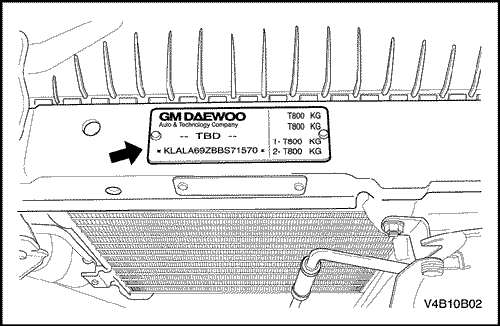 GM DAEWOO
Auto & Technology Company
-- TBD --
* KLALA69ZBBS71570 *
T800 KG
T800 KG
1- T800 KG
2- T800 KG
V4B10B02